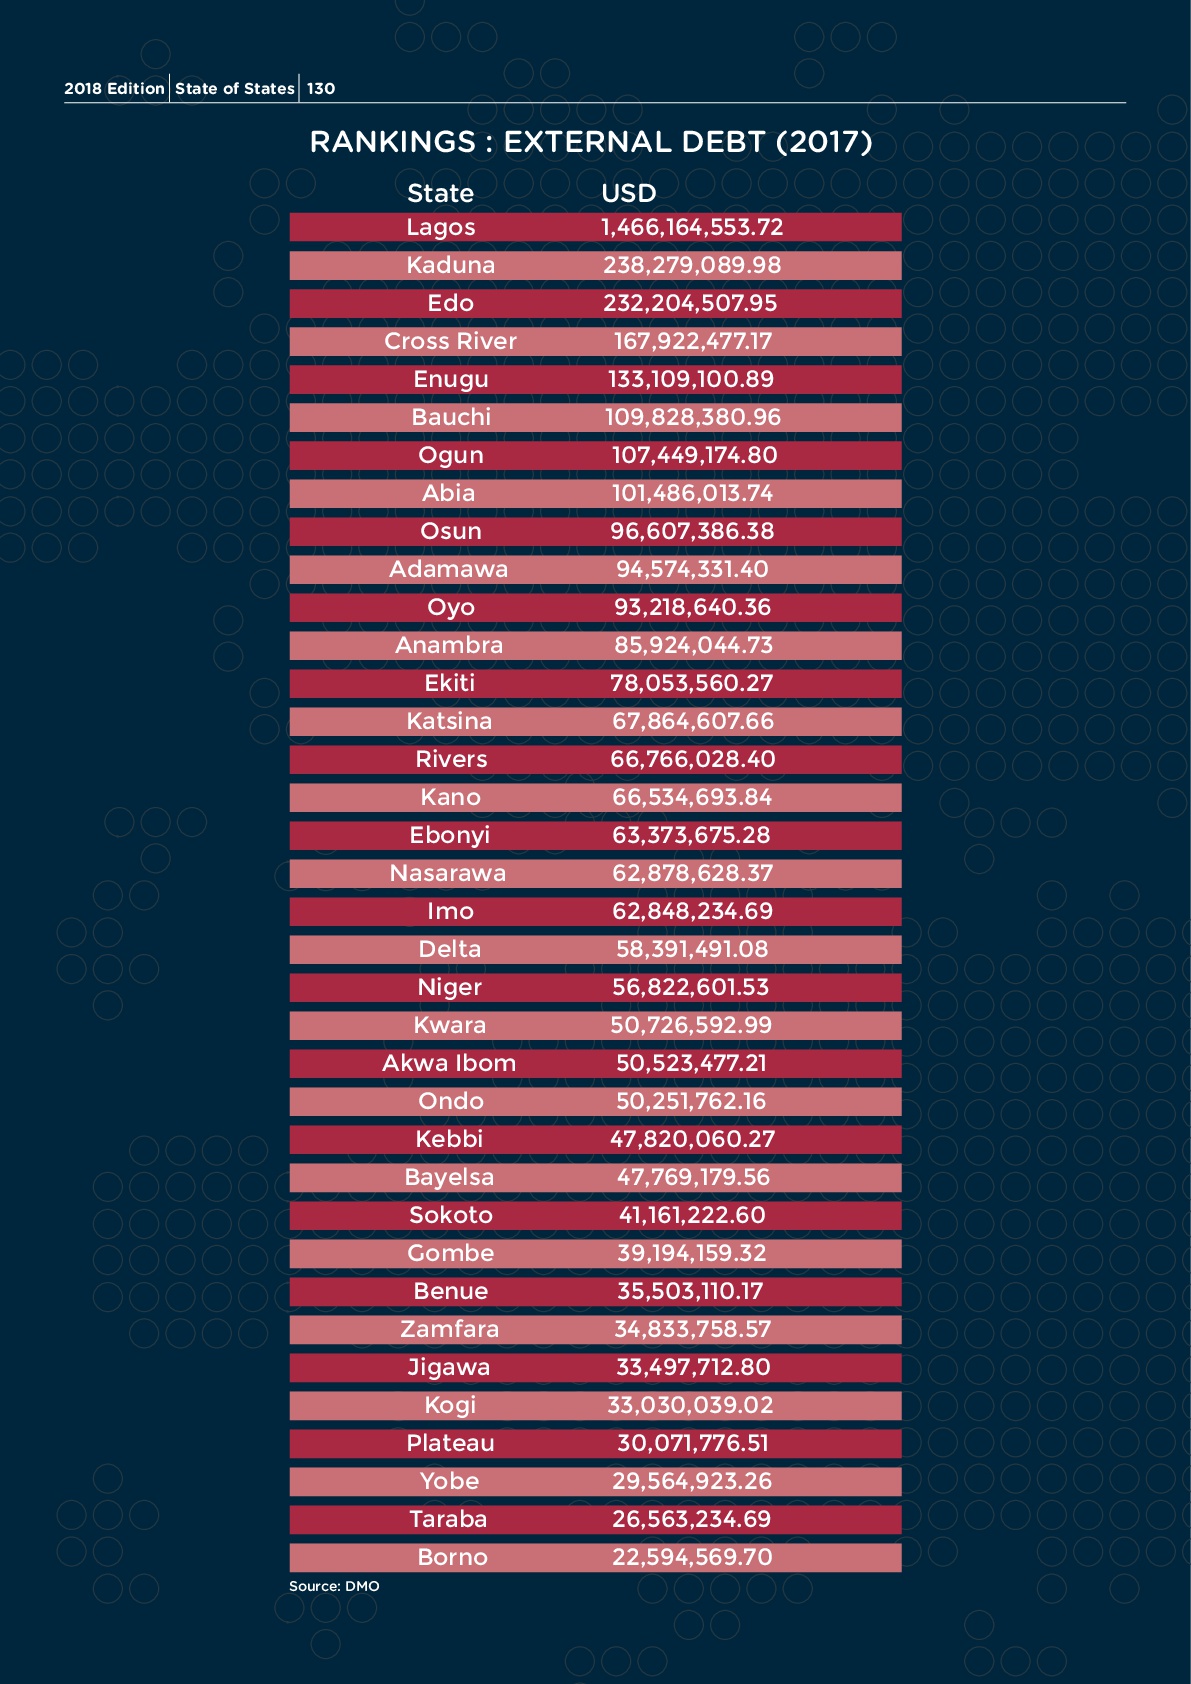 2018 Edition State of States 130
RANKINGS : EXTERNAL DEBT (2017)
State USD
Lagos 1,466,164,553.72
Kaduna 238,279,089.98
Edo 232,204,507.95
Cross River 167,922,477.17
Enugu 133,109,100.89
Bauchi 109,828,380.96
Ogun 107,449,174.80
Abia 101,486,013.74
Osun 96,607,386.38
Adamawa 94,574,331.40
Oyo 93,218,640.36
Anambra 85,924,044.73
Ekiti 78,053,560.27
Katsina 67,864,607.66
Rivers 66,766,028.40
Kano 66,534,693.84
Ebonyi 63,373,675.28
Nasarawa 62,878,628.37
Imo 62,848,234.69
Delta 58,391,491.08
Niger 56,822,601.53
Kwara 50,726,592.99
Akwa Ibom 50,523,477.21
Ondo 50,251,762.16
Kebbi 47,820,060.27
Bayelsa 47,769,179.56
Sokoto 41,161,222.60
Gombe 39,194,159.32
Benue 35,503,110.17
Zamfara 34,833,758.57
Jigawa 33,497,712.80
Kogi 33,030,039.02
Plateau 30,071,776.51
Yobe 29,564,923.26
Taraba 26,563,234.69
Borno 22,594,569.70
Source: DMO